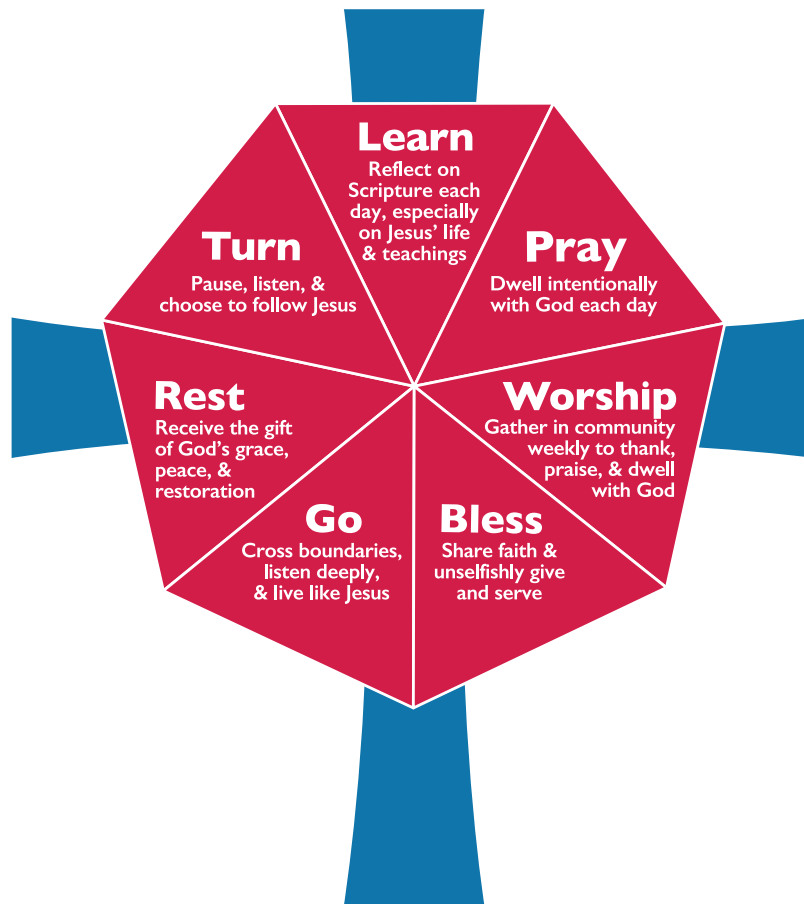 Learn
Reflect on
Scripture each
day, especially
on Jesus’ life
& teachings
Turn
Pause, listen, &
choose to follow Jesus
Pray
Dwell intentionally
with God each day
Rest
Receive the gift
of God’s grace,
peace, &
restoration
Worship
Gather in community
weekly to thank,
praise, & dwell
with God
Go
Cross boundaries,
listen deeply,
& live like Jesus
Bless
Share faith &
unselfishly give
and serve